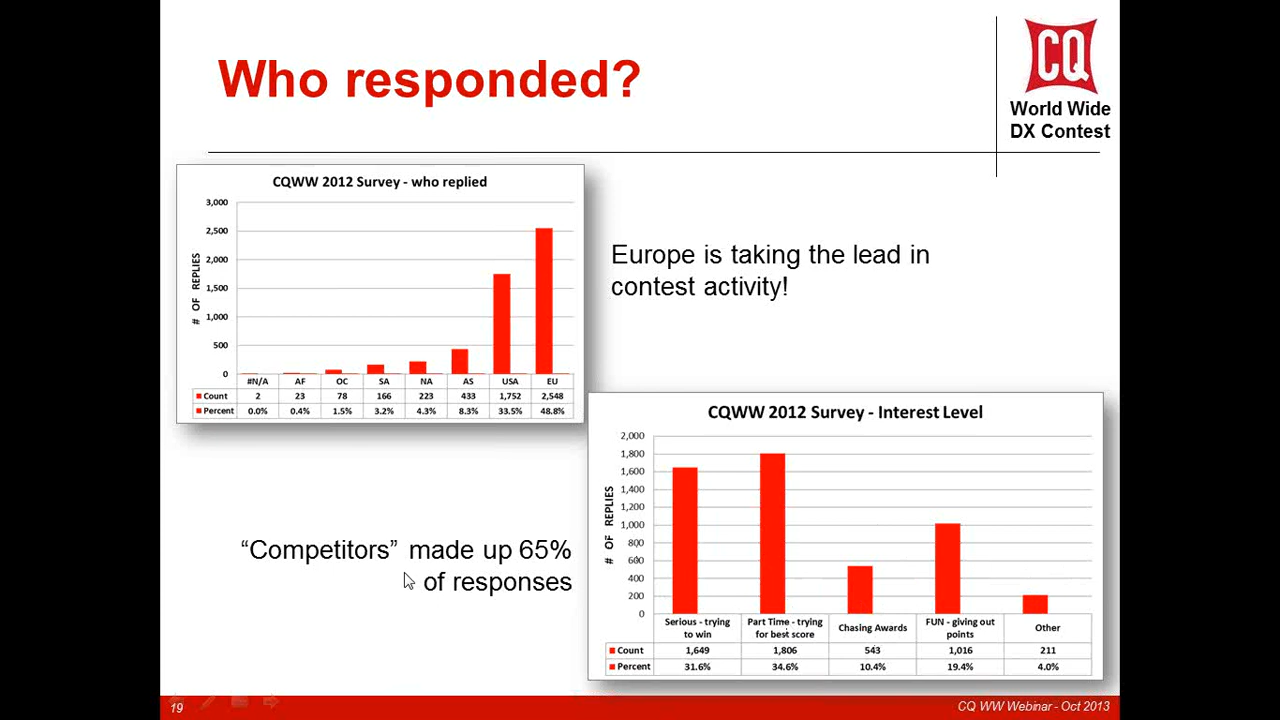 Who responded?
CQ
World Wide
DX Contest
CQWW 2012 Survey - who replied
# OF REPLIES
3,000
2,500
2,000
1,500
1,000
500
0
#N/A AF OC SA NA AS USA EU
Count 2 23 78 166 223 433 1,752 2,548
Percent 0.0% 0.4% 1.5% 3.2% 4.3% 8.3% 33.5% 48.8%
Europe is taking the lead in
contest activity!
“Competitors” made up 65%
of responses
CQWW 2012 Survey - Interest Level
# OF REPLIES
2,000
1,800
1,600
1,400
1,200
1,000
800
600
400
200
0
Serious - trying to win Part Time - trying for best score Chasing Awards FUN - giving out points Other
Count 1,649 1,806 543 1,016 211
Percent 31.6% 34.6% 10.4% 19.4% 4.0%
19
CQ WW Webinar - Oct 2013